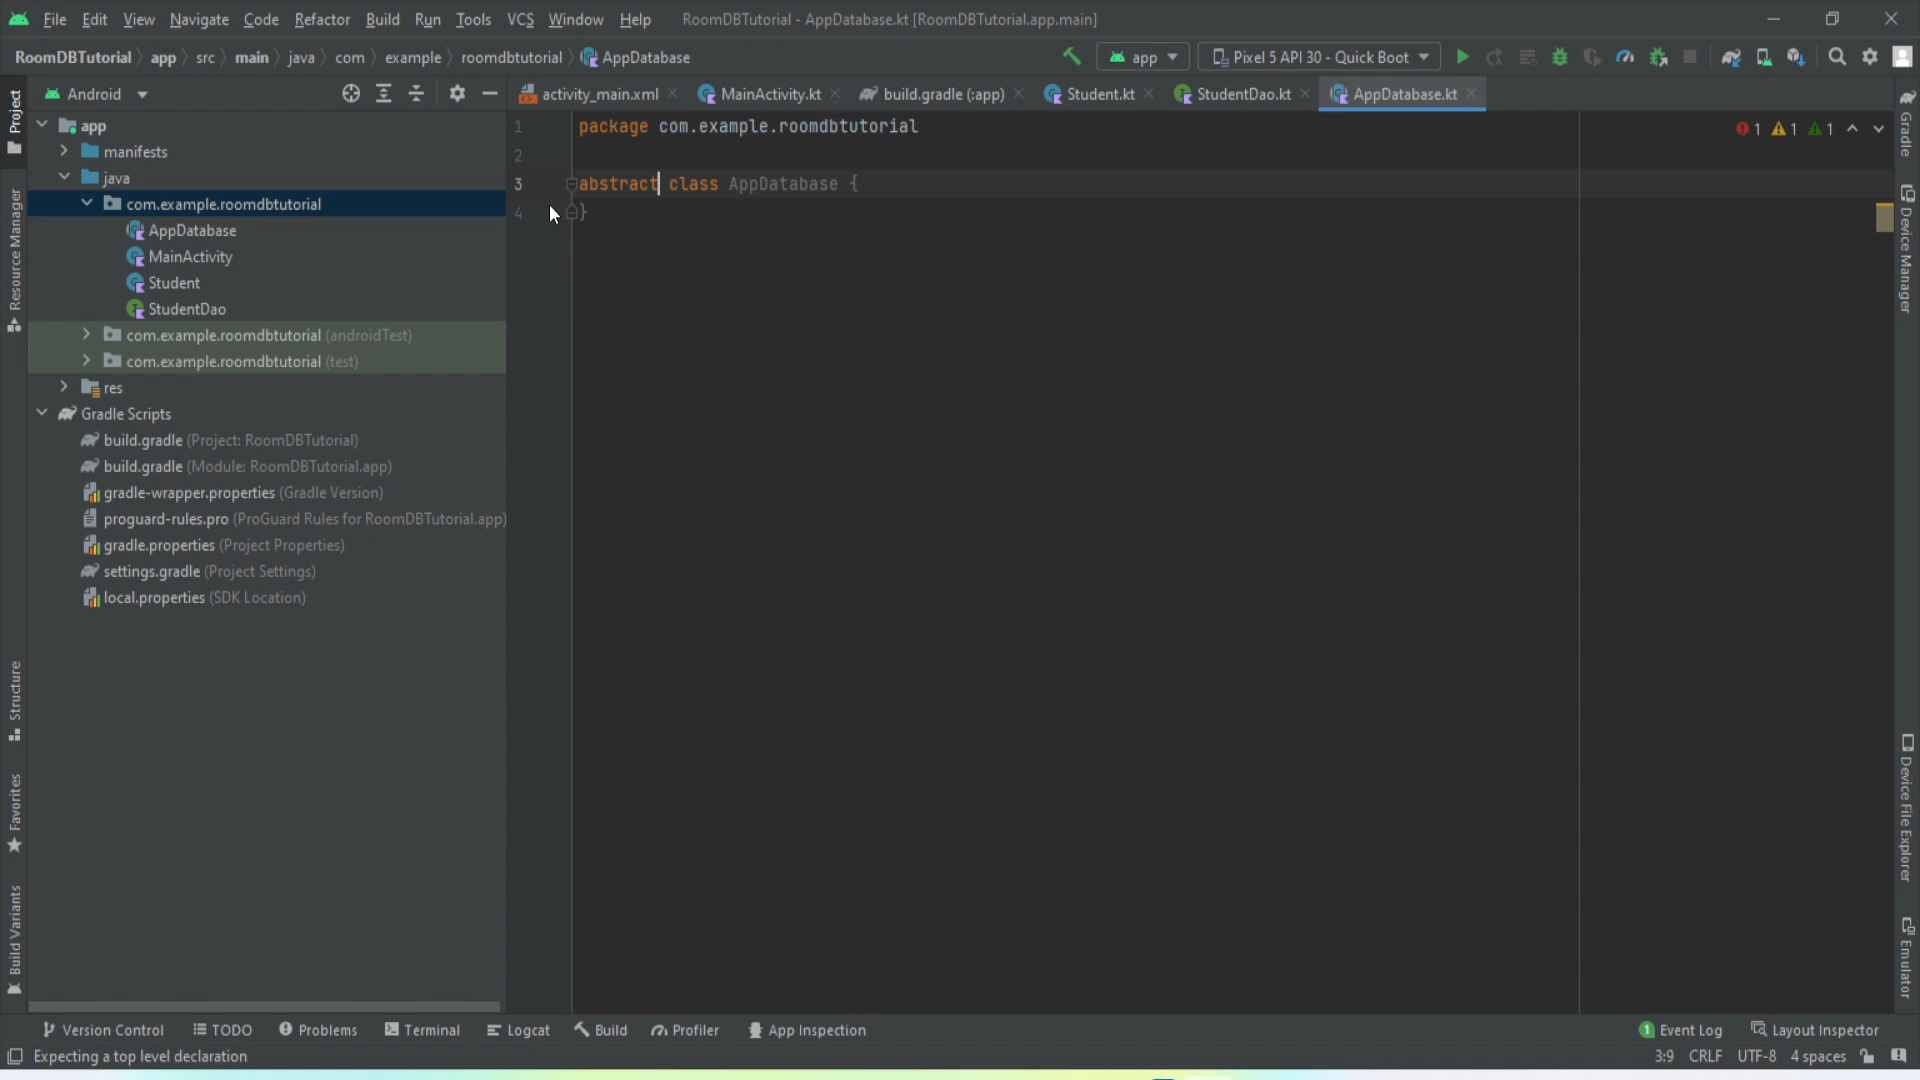 File Edit View Navigate Code Refactor Build Run Tools VCS Window Help RoomDBTutorial - AppDatabase.kt [RoomDBTutorial.app.main]
RoomDBTutorial app src main java com example roomdbtutorial AppDatabase app Pixel 5 API 30 - Quick Boot
Android activity_main.xml MainActivity.kt build.gradle (:app) Student.kt StudentDao.kt AppDatabase.kt
Project
Resource Manager
Structure
Favorites
Build Variants
app
manifests
java
com.example.roomdbtutorial
AppDatabase
MainActivity
Student
StudentDao
com.example.roomdbtutorial (androidTest)
com.example.roomdbtutorial (test)
res
Gradle Scripts
build.gradle (Project: RoomDBTutorial)
build.gradle (Module: RoomDBTutorial.app)
gradle-wrapper.properties (Gradle Version)
proguard-rules.pro (ProGuard Rules for RoomDBTutorial.app)
gradle.properties (Project Properties)
settings.gradle (Project Settings)
local.properties (SDK Location)
1 package com.example.roomdbtutorial
2
3 abstract class AppDatabase {
4 }
1 1 1
Gradle
Device Manager
Device File Explorer
Emulator
Version Control TODO Problems Terminal Logcat Build Profiler App Inspection 1 Event Log Layout Inspector
Expecting a top level declaration 3:9 CRLF UTF-8 4 spaces